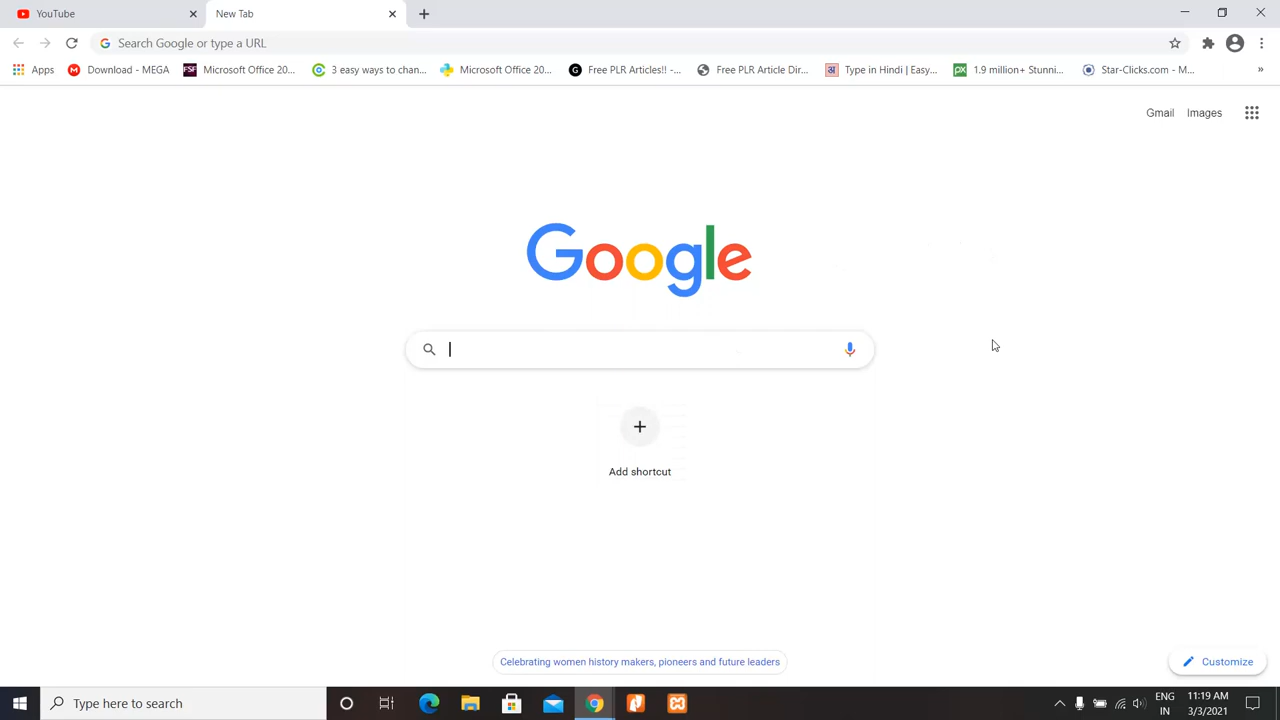 YouTube
New Tab
Search Google or type a URL
Apps
Download - MEGA
FSF
Microsoft Office 20...
3 easy ways to chan...
Microsoft Office 20...
G
Free PLR Articles!! -...
Free PLR Article Dir...
अ
Type in Hindi | Easy...
px
1.9 million+ Stunni...
Star-Clicks.com - M...
»
Gmail
Images
Google
Add shortcut
Celebrating women history makers, pioneers and future leaders
Customize
Type here to search
ENG
IN
11:19 AM
3/3/2021